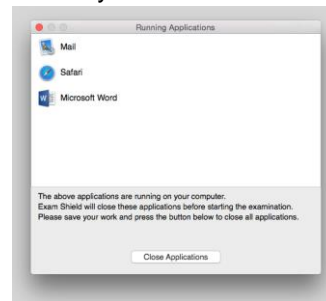 Running Applications
Mail
Safari
Microsoft Word
The above applications are running on your computer.
Exam Shield will close these applications before starting the examination.
Please save your work and press the button below to close all applications.
Close Applications